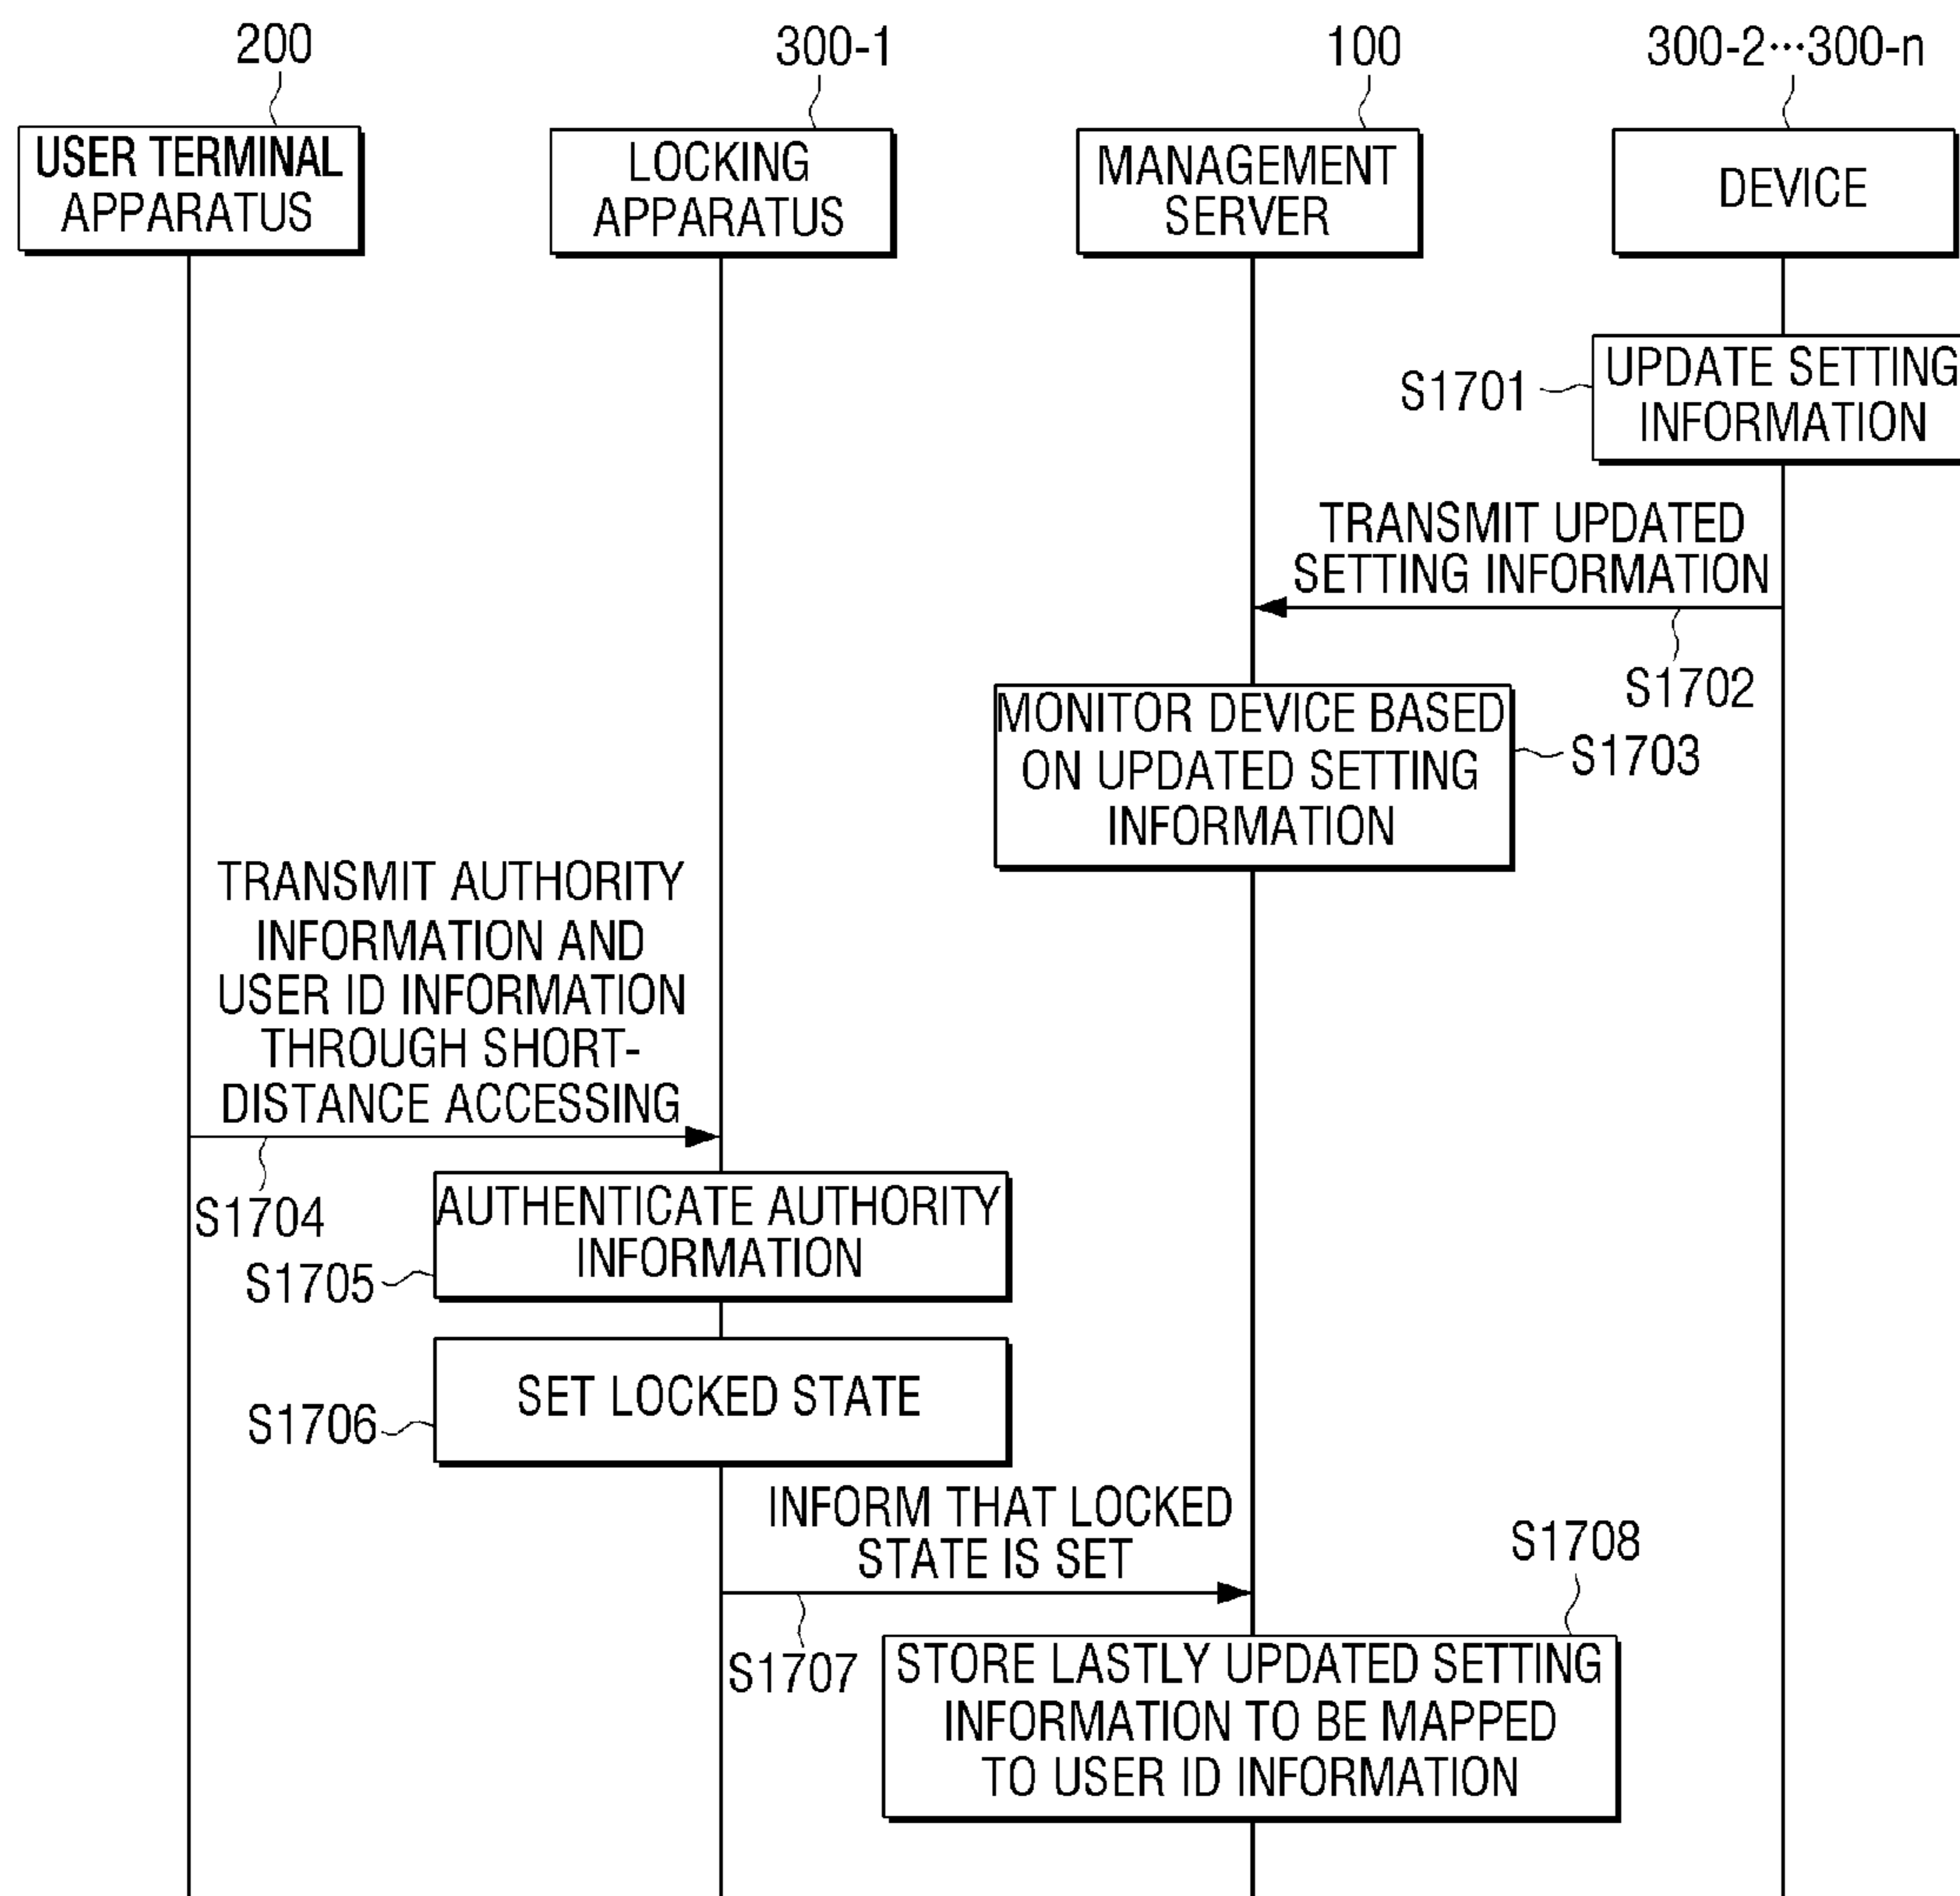 200
300-1
100
300-2···300-n
USER TERMINAL
APPARATUS
LOCKING
APPARATUS
MANAGEMENT
SERVER
DEVICE
S1701
UPDATE SETTING
INFORMATION
TRANSMIT UPDATED
SETTING INFORMATION
S1702
MONITOR DEVICE BASED
ON UPDATED SETTING
INFORMATION
S1703
TRANSMIT AUTHORITY
INFORMATION AND
USER ID INFORMATION
THROUGH SHORT-
DISTANCE ACCESSING
S1704
AUTHENTICATE AUTHORITY
INFORMATION
S1705
SET LOCKED STATE
S1706
INFORM THAT LOCKED
STATE IS SET
S1707
S1708
STORE LASTLY UPDATED SETTING
INFORMATION TO BE MAPPED
TO USER ID INFORMATION